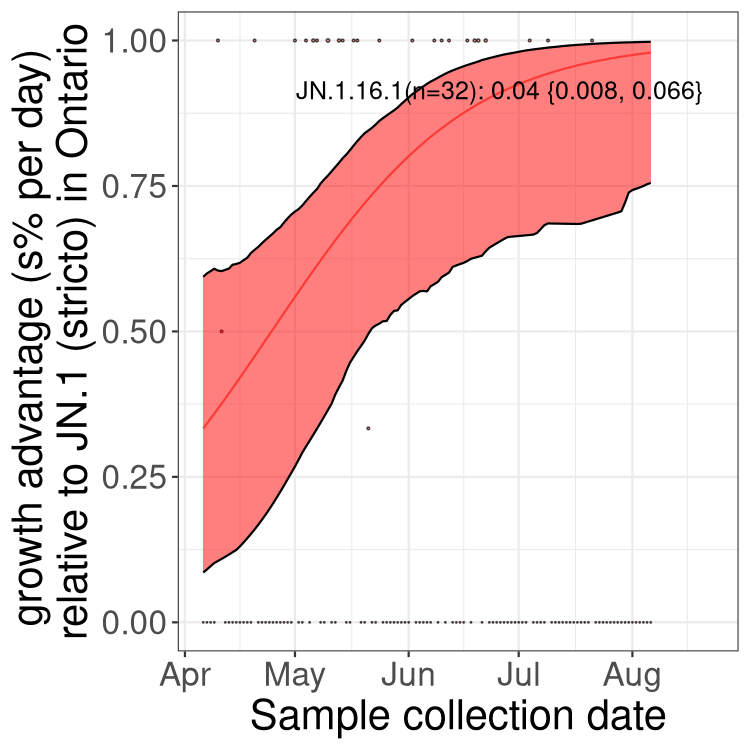 growth advantage (s% per day)
relative to JN.1 (stricto) in Ontario
1.00
0.75
0.50
0.25
0.00
JN.1.16.1(n=32): 0.04 {0.008, 0.066}
Apr May Jun Jul Aug
Sample collection date